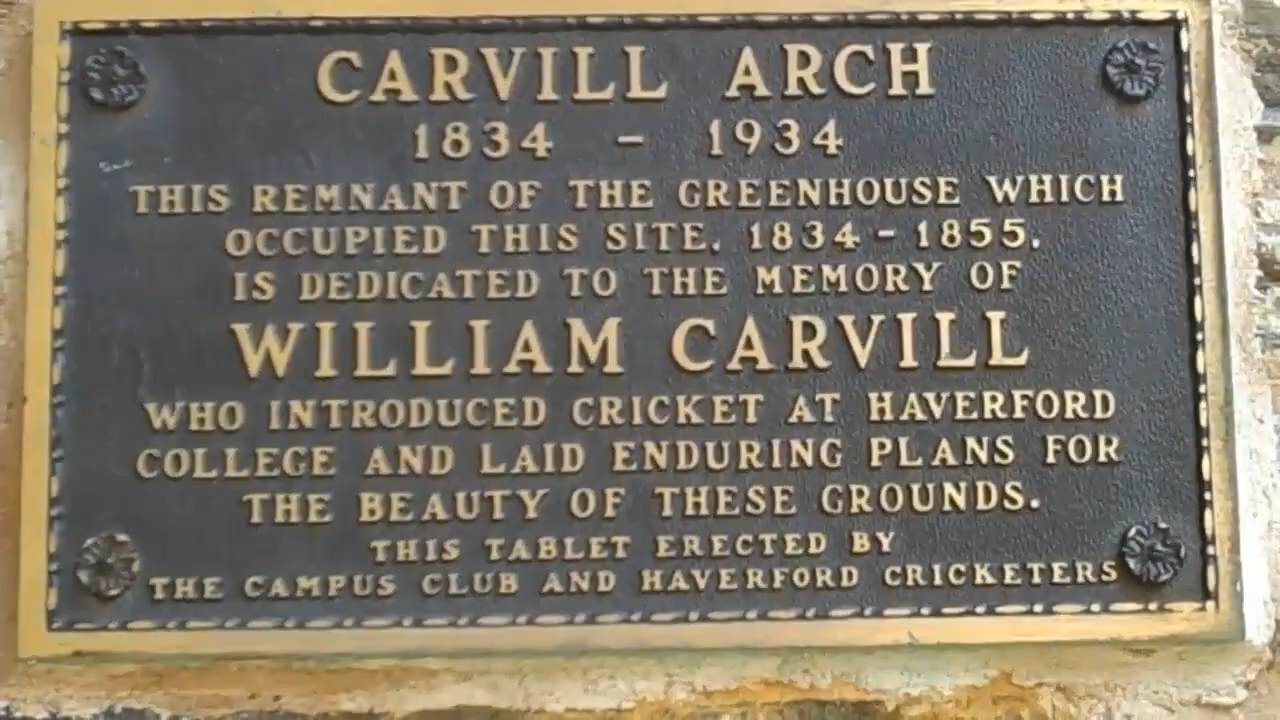 CARVILL ARCH
1834 - 1934
THIS REMNANT OF THE GREENHOUSE WHICH
OCCUPIED THIS SITE, 1834-1855,
IS DEDICATED TO THE MEMORY OF
WILLIAM CARVILL
WHO INTRODUCED CRICKET AT HAVERFORD
COLLEGE AND LAID ENDURING PLANS FOR
THE BEAUTY OF THESE GROUNDS.
THIS TABLET ERECTED BY
THE CAMPUS CLUB AND HAVERFORD CRICKETERS